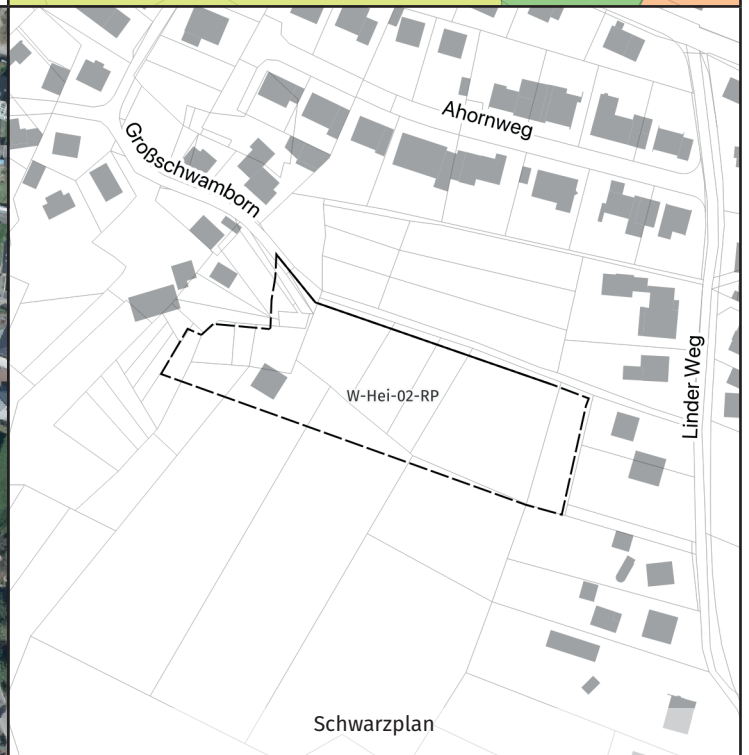 Ahornweg
Großschwamborn
Linder Weg
W-Hei-02-RP
Schwarzplan